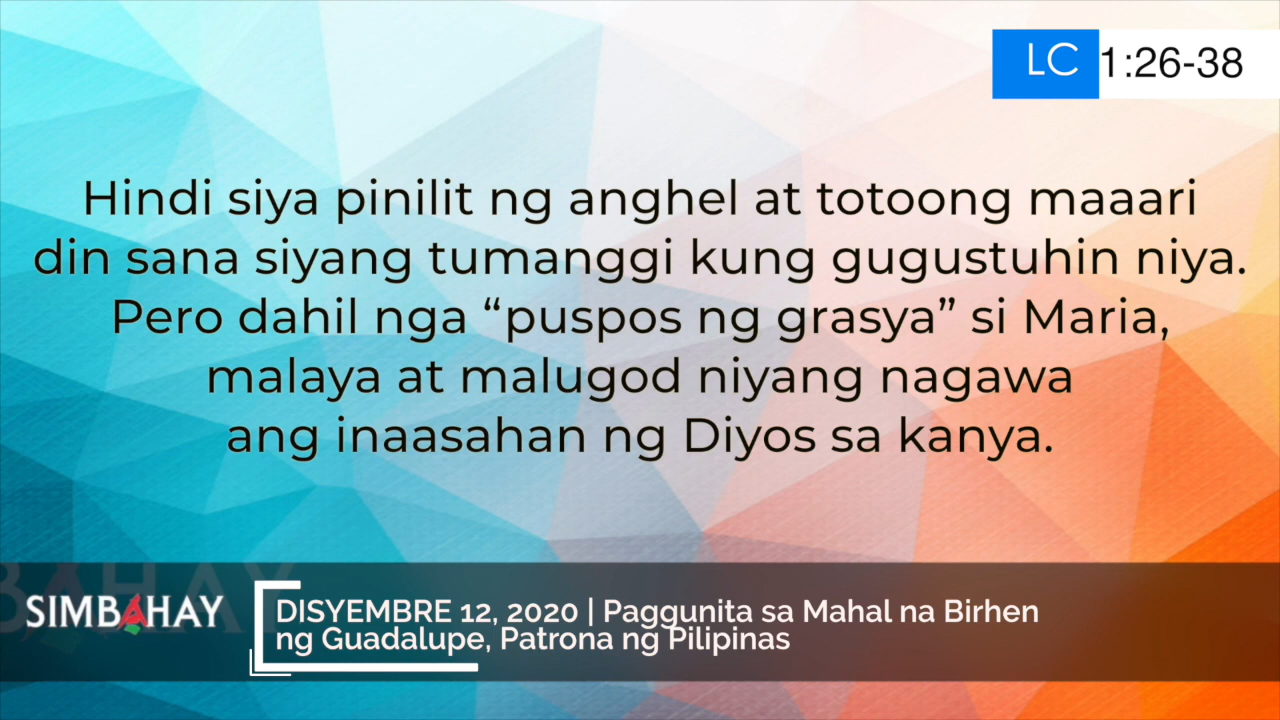 LC 1:26-38
Hindi siya pinilit ng anghel at totoong maaari
din sana siyang tumanggi kung gugustuhin niya.
Pero dahil nga “puspos ng grasya” si Maria,
malaya at malugod niyang nagawa
ang inaasahan ng Diyos sa kanya.
SIMBAHAY
DISYEMBRE 12, 2020 | Paggunita sa Mahal na Birhen
ng Guadalupe, Patrona ng Pilipinas